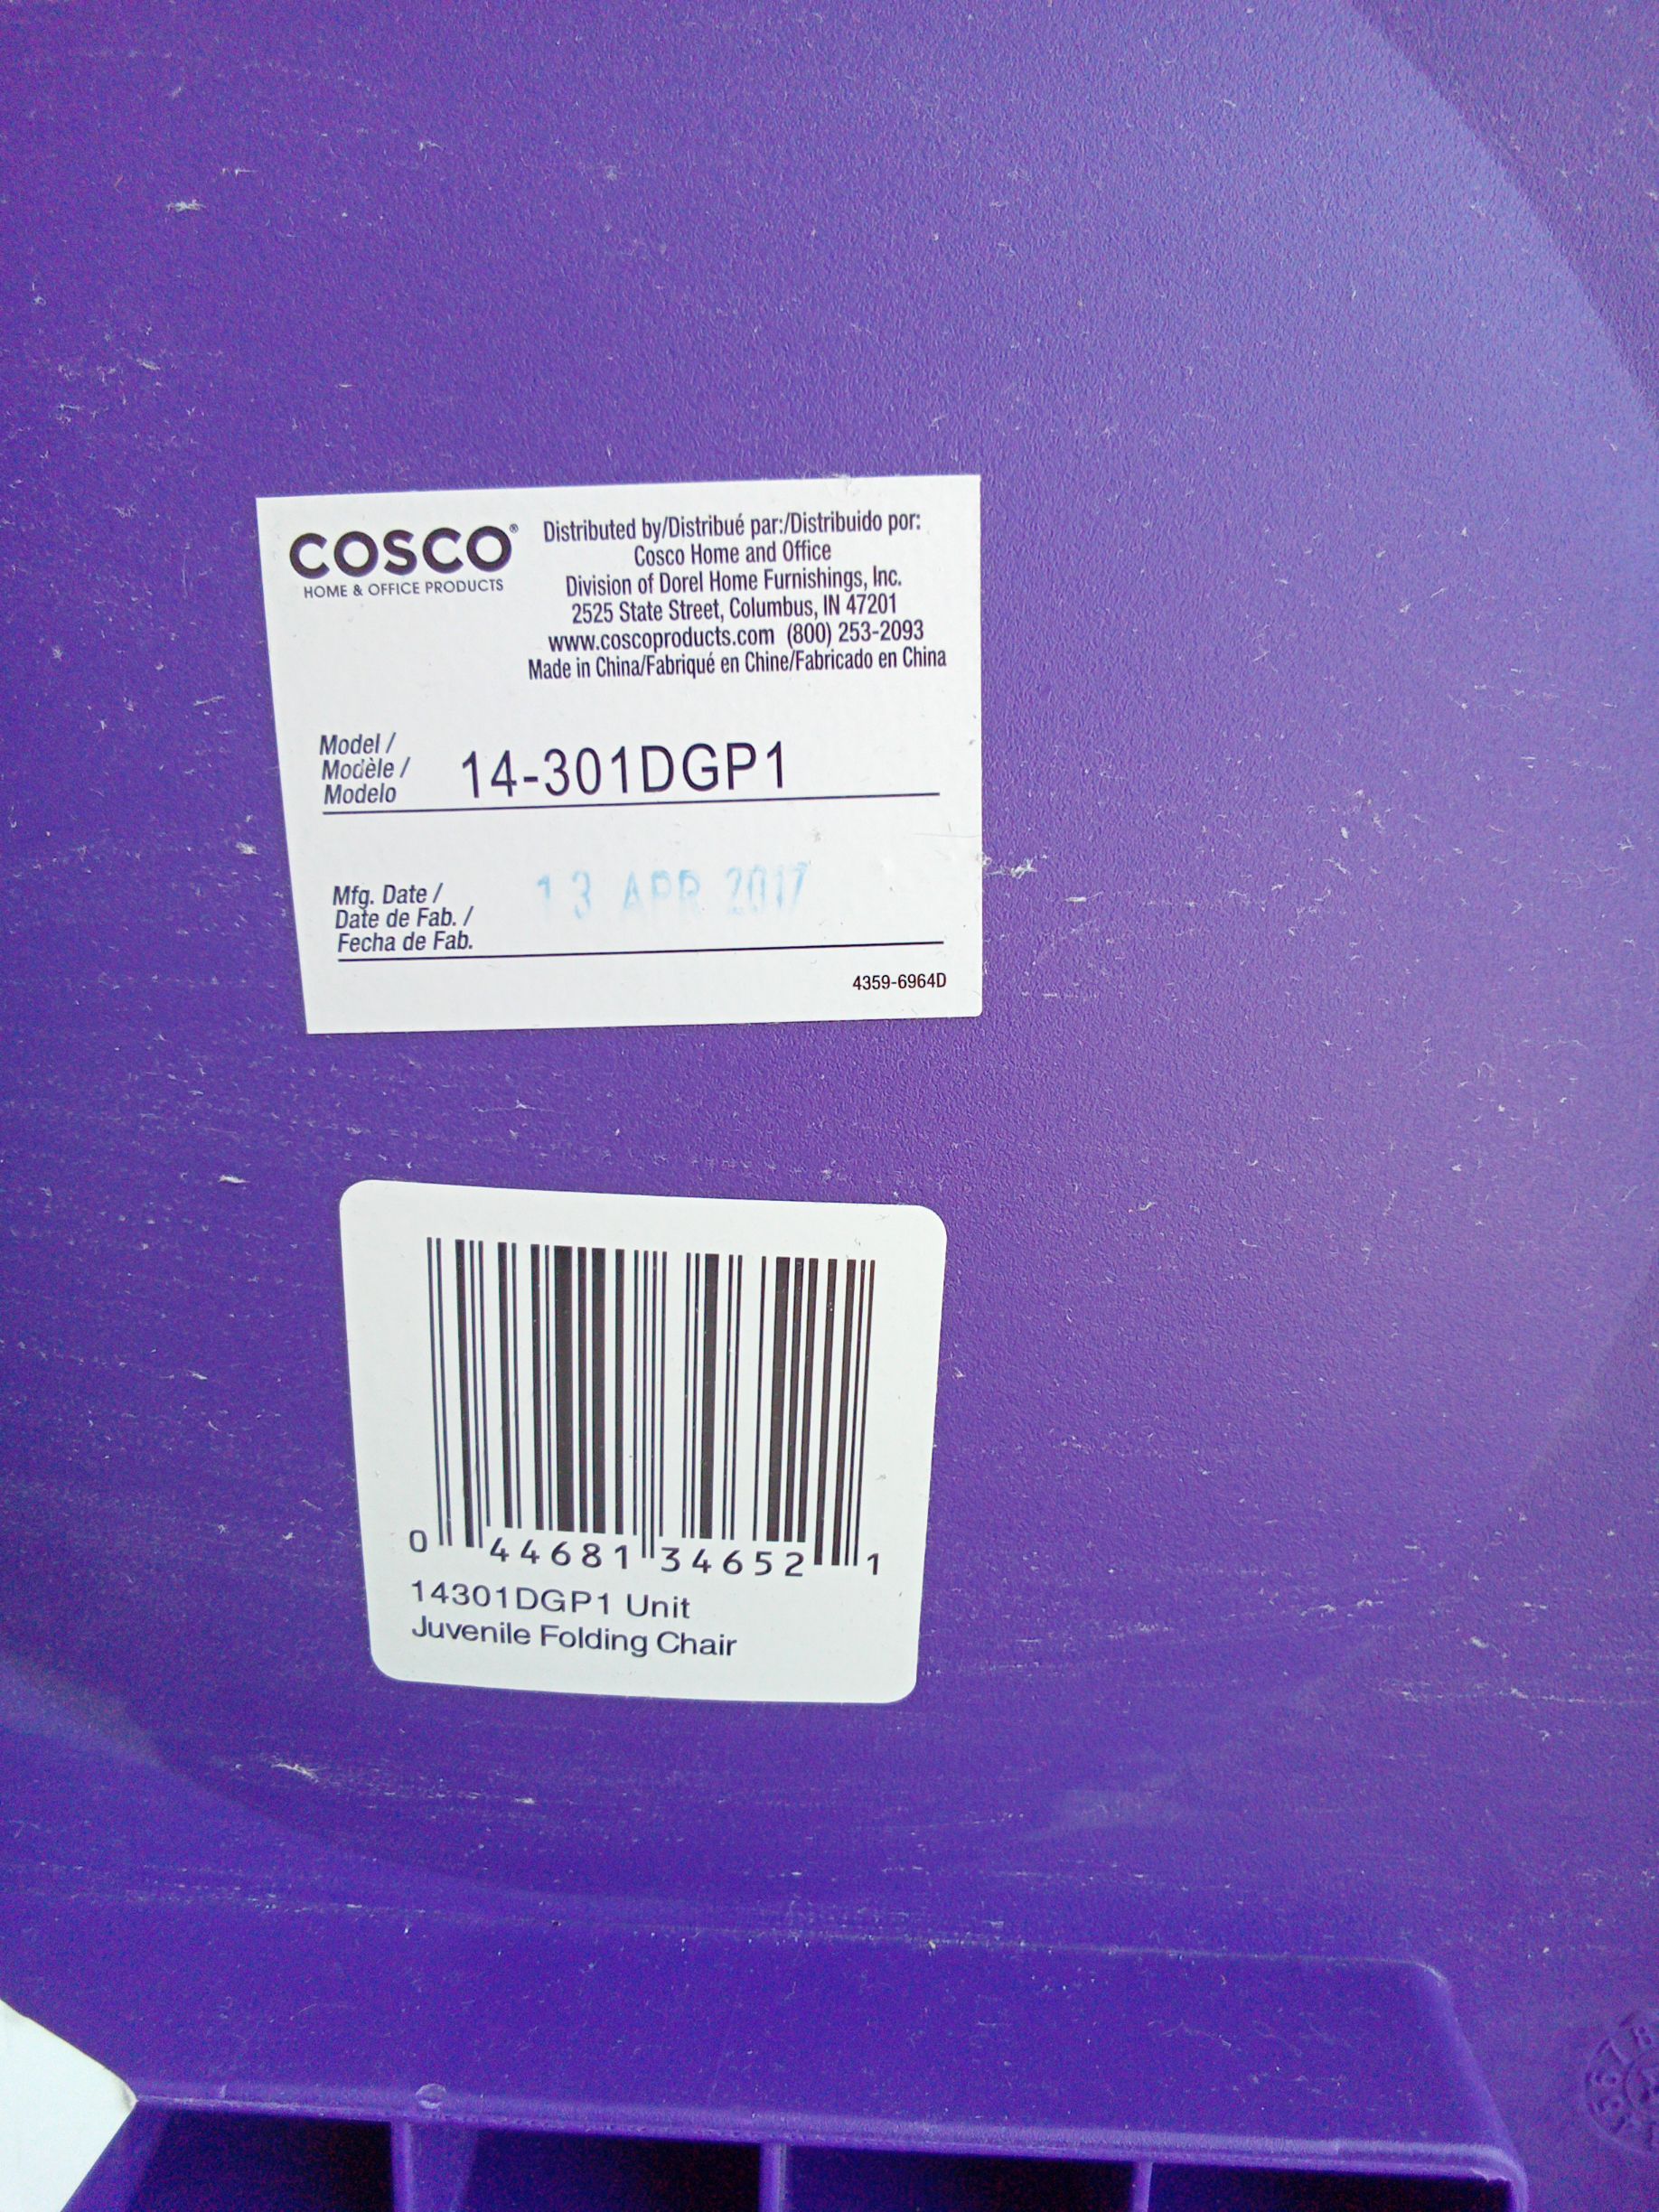 COSCO®
HOME & OFFICE PRODUCTS
Distributed by/Distribué par:/Distribuido por:
Cosco Home and Office
Division of Dorel Home Furnishings, Inc.
2525 State Street, Columbus, IN 47201
www.coscoproducts.com (800) 253-2093
Made in China/Fabriqué en Chine/Fabricado en China
Model /
Modèle /
Modelo
14-301DGP1
Mfg. Date /
Date de Fab. /
Fecha de Fab.
13 APR 2017
4359-6964D
0 44681 34652 1
14301DGP1 Unit
Juvenile Folding Chair